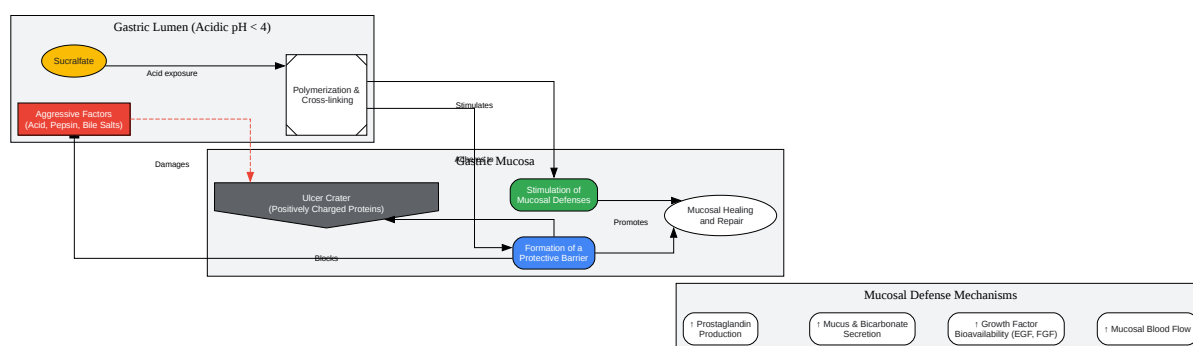 Gastric Lumen (Acidic pH < 4)
Sucralfate
Acid exposure
Polymerization &
Cross-linking
Aggressive Factors
(Acid, Pepsin, Bile Salts)
Stimulates
Damages
Adheres to
Gastric Mucosa
Ulcer Crater
(Positively Charged Proteins)
Stimulation of
Mucosal Defenses
Mucosal Healing
and Repair
Promotes
Formation of a
Protective Barrier
Blocks
Mucosal Defense Mechanisms
↑ Prostaglandin
Production
↑ Mucus & Bicarbonate
Secretion
↑ Growth Factor
Bioavailability (EGF, FGF)
↑ Mucosal Blood Flow